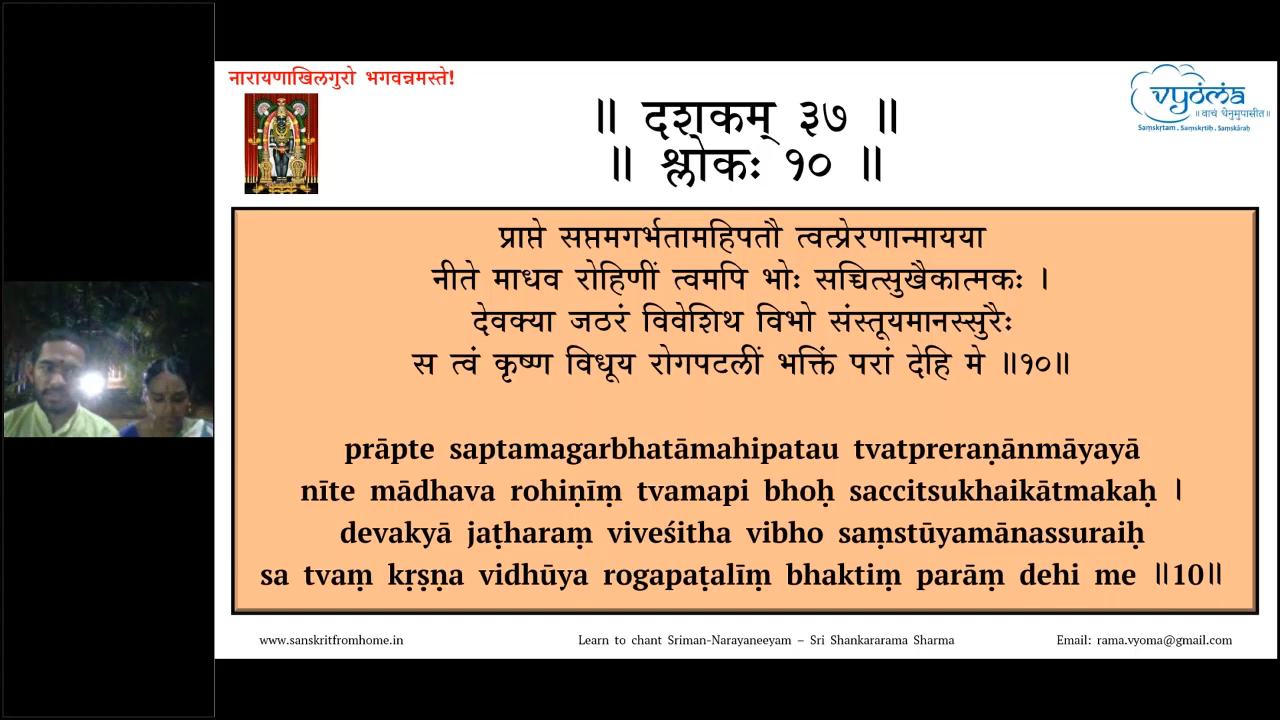 नारायणाखिलगुरो भगवन्नमस्ते!
॥ दशकम् ३७ ॥
॥ श्लोकः १० ॥
vyoma
॥ वाचं धेनुमुपासीत॥
Saṃskṛtam . Saṃskṛtiḥ . Saṃskāraḥ
प्राप्ते सप्तमगर्भतामहिपतौ त्वत्प्रेरणान्मायया
नीते माधव रोहिणीं त्वमपि भोः सच्चित्सुखैकात्मकः ।
देवक्या जठरं विवेशिथ विभो संस्तूयमानस्सुरैः
स त्वं कृष्ण विधूय रोगपटलीं भक्तिं परां देहि मे ॥१०॥
prāpte saptamagarbhatāmahipatau tvatpreraṇānmāyayā
nīte mādhava rohiṇīṃ tvamapi bhoḥ saccitsukhaikātmakaḥ ।
devakyā jaṭharaṃ viveśitha vibho saṃstūyamānassuraiḥ
sa tvaṃ kṛṣṇa vidhūya rogapaṭalīṃ bhaktiṃ parāṃ dehi me ॥10॥
www.sanskritfromhome.in Learn to chant Sriman-Narayaneeyam – Sri Shankararama Sharma Email: rama.vyoma@gmail.com